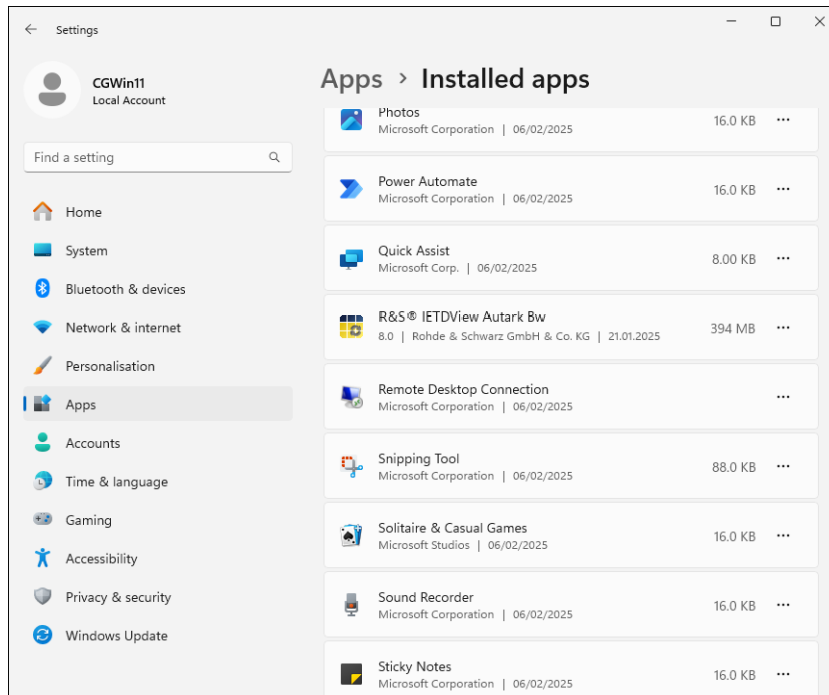 Settings
CGWin11
Local Account
Find a setting
Home
System
Bluetooth & devices
Network & internet
Personalisation
Apps
Accounts
Time & language
Gaming
Accessibility
Privacy & security
Windows Update
Apps > Installed apps
Photos
Microsoft Corporation | 06/02/2025
16.0 KB
Power Automate
Microsoft Corporation | 06/02/2025
16.0 KB
Quick Assist
Microsoft Corp. | 06/02/2025
8.00 KB
R&S® IETDView Autark Bw
8.0 | Rohde & Schwarz GmbH & Co. KG | 21.01.2025
394 MB
Remote Desktop Connection
Microsoft Corporation | 06/02/2025
Snipping Tool
Microsoft Corporation | 06/02/2025
88.0 KB
Solitaire & Casual Games
Microsoft Studios | 06/02/2025
16.0 KB
Sound Recorder
Microsoft Corporation | 06/02/2025
16.0 KB
Sticky Notes
Microsoft Corporation | 06/02/2025
16.0 KB